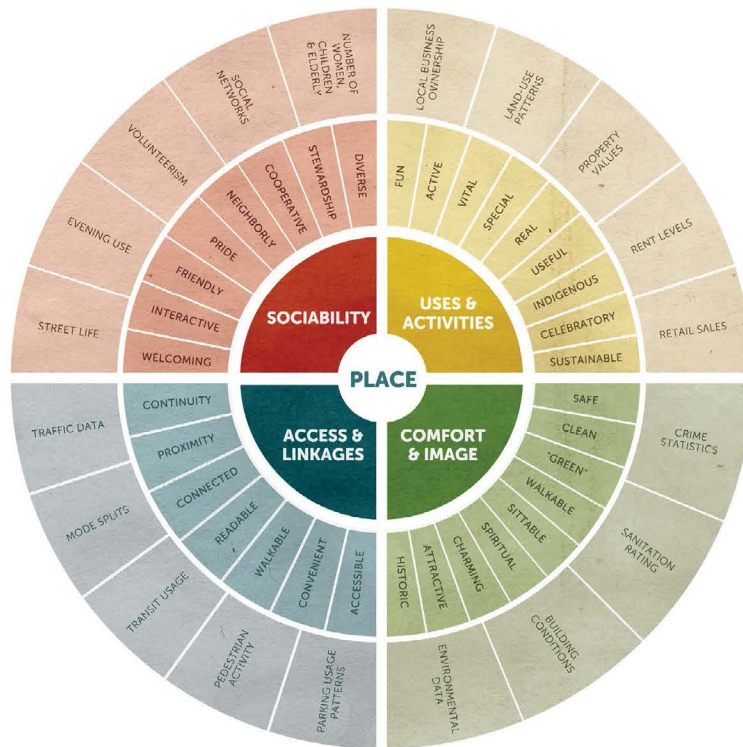 NUMBER OF
WOMEN,
CHILDREN
& ELDERLY
SOCIAL
NETWORKS
VOLUNTEERISM
EVENING USE
STREET LIFE
DIVERSE
STEWARDSHIP
COOPERATIVE
NEIGHBORLY
PRIDE
FRIENDLY
INTERACTIVE
WELCOMING
SOCIABILITY
LOCAL BUSINESS
OWNERSHIP
LAND-USE
PATTERNS
PROPERTY
VALUES
RENT LEVELS
RETAIL SALES
FUN
ACTIVE
VITAL
SPECIAL
REAL
USEFUL
INDIGENOUS
CELEBRATORY
SUSTAINABLE
USES &
ACTIVITIES
PLACE
ACCESS &
LINKAGES
CONTINUITY
PROXIMITY
CONNECTED
READABLE
WALKABLE
CONVENIENT
ACCESSIBLE
TRAFFIC DATA
MODE SPLITS
TRANSIT USAGE
PEDESTRIAN
ACTIVITY
PARKING USAGE
PATTERNS
COMFORT
& IMAGE
SAFE
CLEAN
"GREEN"
WALKABLE
SITTABLE
SPIRITUAL
CHARMING
ATTRACTIVE
HISTORIC
CRIME
STATISTICS
SANITATION
RATING
BUILDING
CONDITIONS
ENVIRONMENTAL
DATA